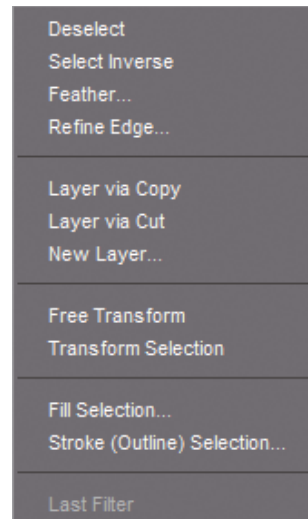 Deselect
Select Inverse
Feather...
Refine Edge...
Layer via Copy
Layer via Cut
New Layer...
Free Transform
Transform Selection
Fill Selection...
Stroke (Outline) Selection...
Last Filter